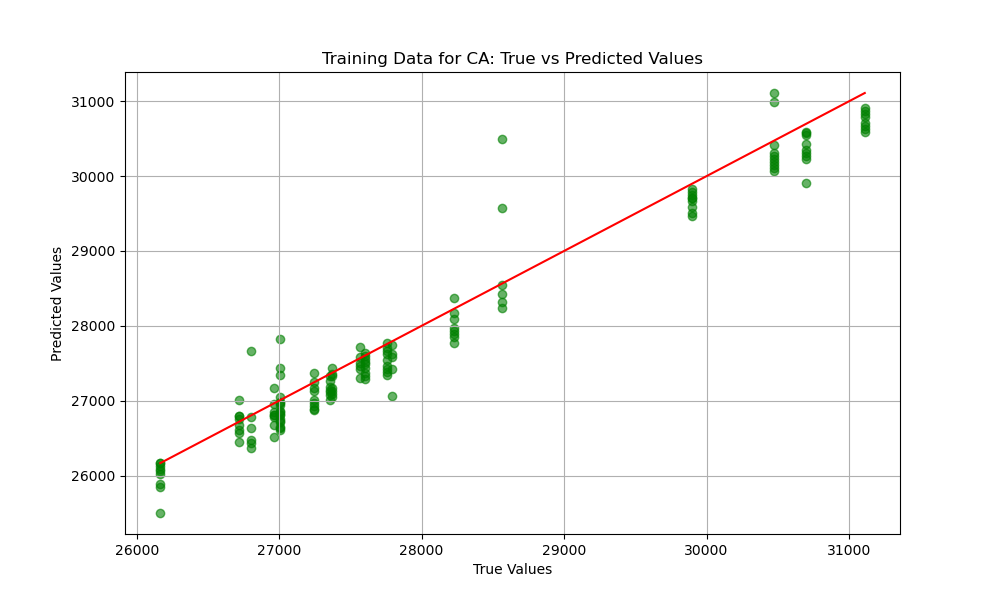 Training Data for CA: True vs Predicted Values
31000
30000
29000
28000
27000
26000
Predicted Values
26000 27000 28000 29000 30000 31000
True Values